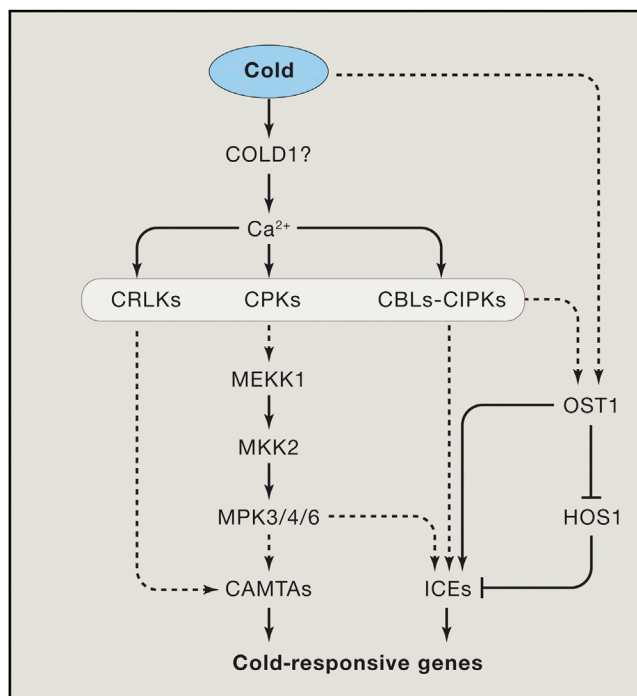 Cold
COLD1?
Ca²⁺
CRLKs CPKs CBLs-CIPKs
MEKK1
OST1
MKK2
MPK3/4/6 HOS1
CAMTAs ICEs
Cold-responsive genes